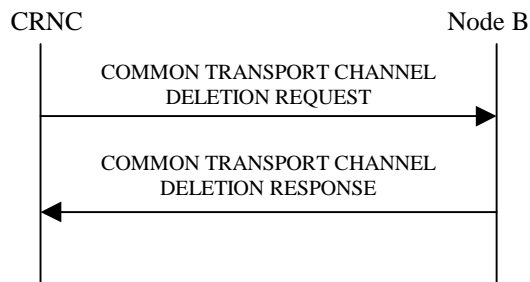 CRNC
Node B
COMMON TRANSPORT CHANNEL
DELETION REQUEST
COMMON TRANSPORT CHANNEL
DELETION RESPONSE